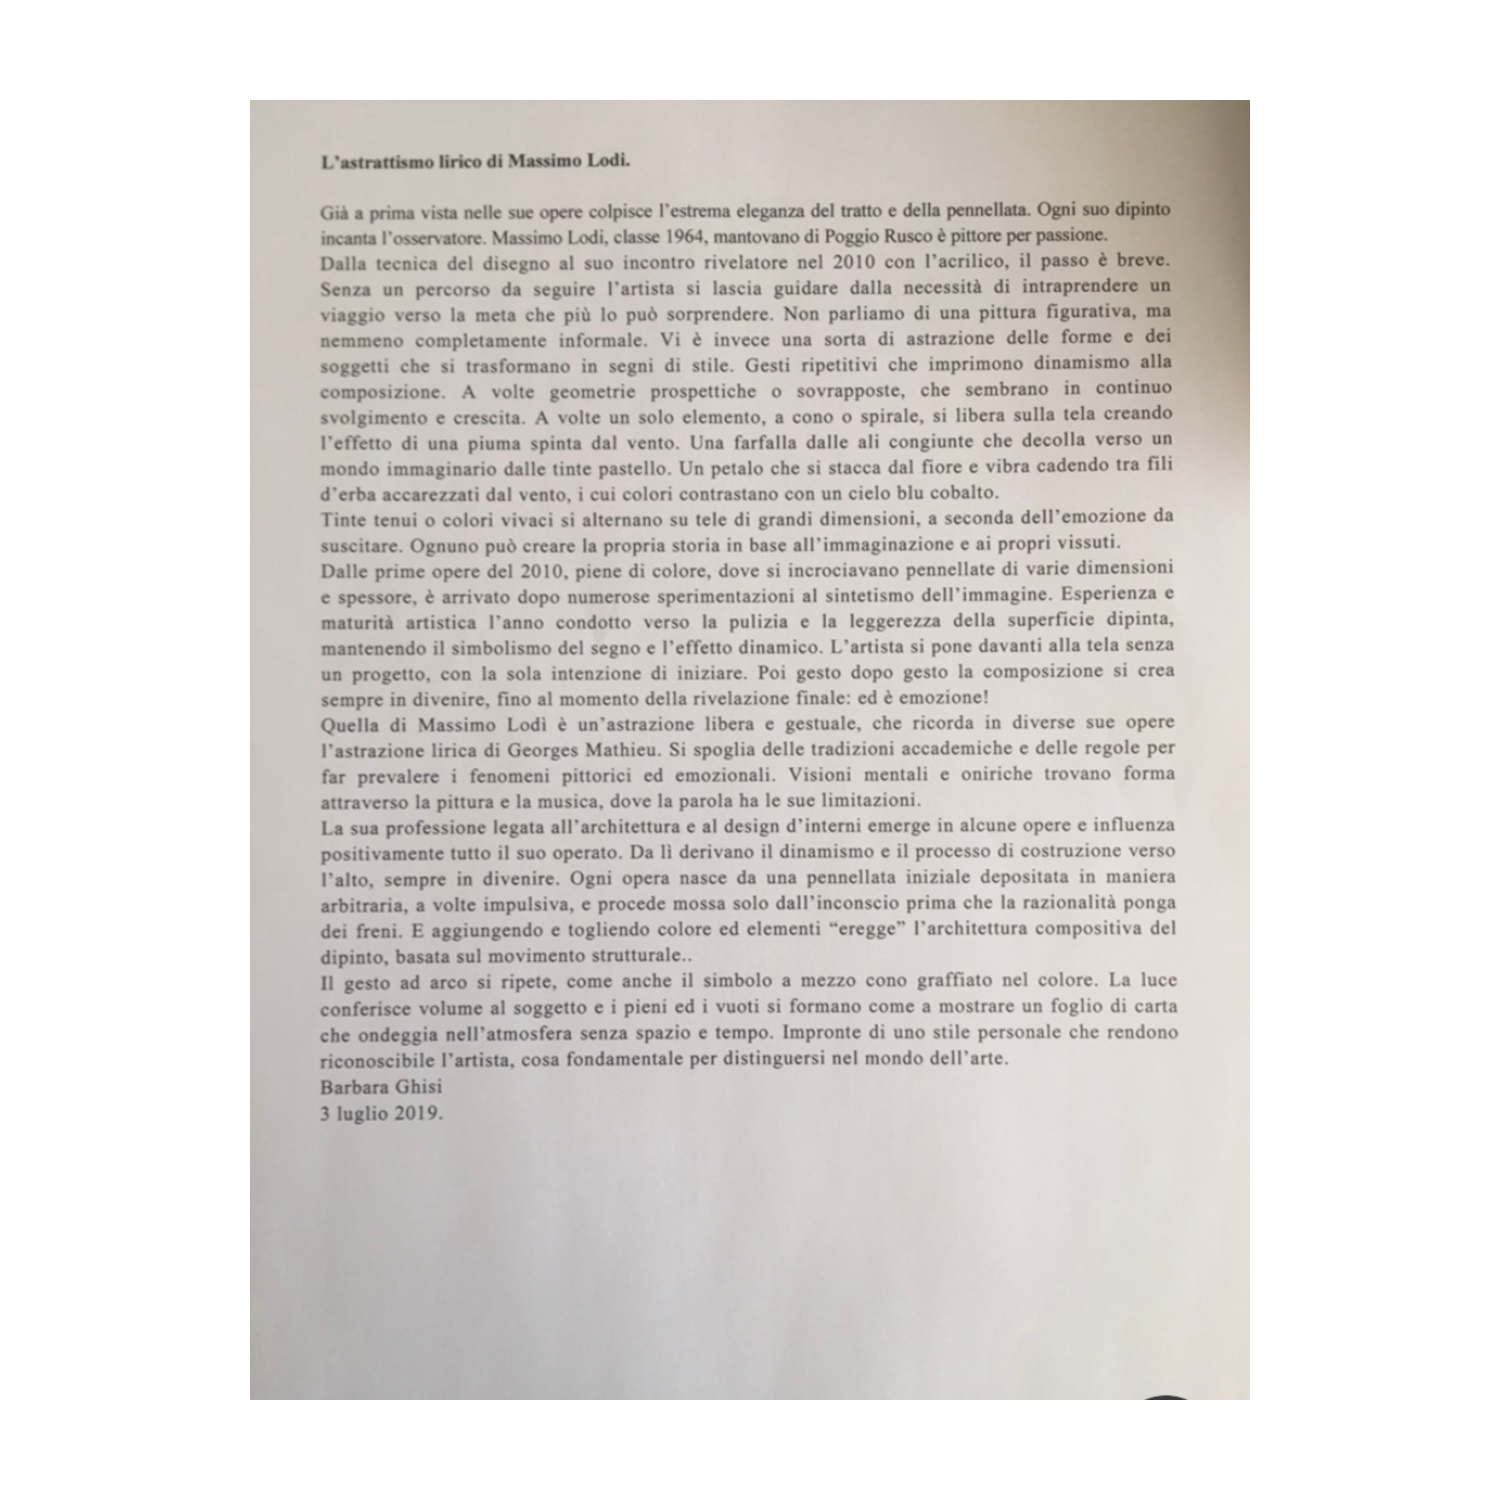 L'astrattismo lirico di Massimo Lodi.
Già a prima vista nelle sue opere colpisce l'estrema eleganza del tratto e della pennellata. Ogni suo dipinto
incanta l'osservatore. Massimo Lodi, classe 1964, mantovano di Poggio Rusco è pittore per passione.
Dalla tecnica del disegno al suo incontro rivelatore nel 2010 con l'acrilico, il passo è breve.
Senza un percorso da seguire l'artista si lascia guidare dalla necessità di intraprendere un
viaggio verso la meta che più lo può sorprendere. Non parliamo di una pittura figurativa, ma
nemmeno completamente informale. Vi è invece una sorta di astrazione delle forme e dei
soggetti che si trasformano in segni di stile. Gesti ripetitivi che imprimono dinamismo alla
composizione. A volte geometrie prospettiche o sovrapposte, che sembrano in continuo
svolgimento e crescita. A volte un solo elemento, a cono o spirale, si libera sulla tela creando
l'effetto di una piuma spinta dal vento. Una farfalla dalle ali congiunte che decolla verso un
mondo immaginario dalle tinte pastello. Un petalo che si stacca dal fiore e vibra cadendo tra fili
d'erba accarezzati dal vento, i cui colori contrastano con un cielo blu cobalto.
Tinte tenui o colori vivaci si alternano su tele di grandi dimensioni, a seconda dell'emozione da
suscitare. Ognuno può creare la propria storia in base all'immaginazione e ai propri vissuti.
Dalle prime opere del 2010, piene di colore, dove si incrociavano pennellate di varie dimensioni
e spessore, è arrivato dopo numerose sperimentazioni al sintetismo dell'immagine. Esperienza e
maturità artistica l'anno condotto verso la pulizia e la leggerezza della superficie dipinta,
mantenendo il simbolismo del segno e l'effetto dinamico. L'artista si pone davanti alla tela senza
un progetto, con la sola intenzione di iniziare. Poi gesto dopo gesto la composizione si crea
sempre in divenire, fino al momento della rivelazione finale: ed è emozione!
Quella di Massimo Lodì è un'astrazione libera e gestuale, che ricorda in diverse sue opere
l'astrazione lirica di Georges Mathieu. Si spoglia delle tradizioni accademiche e delle regole per
far prevalere i fenomeni pittorici ed emozionali. Visioni mentali e oniriche trovano forma
attraverso la pittura e la musica, dove la parola ha le sue limitazioni.
La sua professione legata all'architettura e al design d'interni emerge in alcune opere e influenza
positivamente tutto il suo operato. Da lì derivano il dinamismo e il processo di costruzione verso
l'alto, sempre in divenire. Ogni opera nasce da una pennellata iniziale depositata in maniera
arbitraria, a volte impulsiva, e procede mossa solo dall'inconscio prima che la razionalità ponga
dei freni. E aggiungendo e togliendo colore ed elementi “eregge” l'architettura compositiva del
dipinto, basata sul movimento strutturale..
Il gesto ad arco si ripete, come anche il simbolo a mezzo cono graffiato nel colore. La luce
conferisce volume al soggetto e i pieni ed i vuoti si formano come a mostrare un foglio di carta
che ondeggia nell'atmosfera senza spazio e tempo. Impronte di uno stile personale che rendono
riconoscibile l'artista, cosa fondamentale per distinguersi nel mondo dell'arte.
Barbara Ghisi
3 luglio 2019.